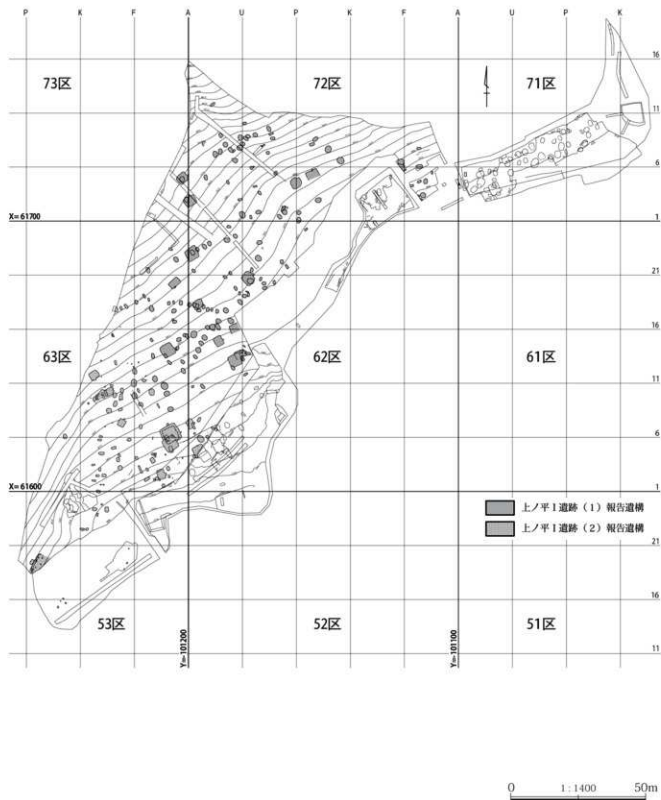 P K F A U P K F A U P K
73区 72区 71区
16
11
6
X=61700
1
21
16
63区 62区 61区
11
6
X=61600
1
上ノ平Ⅰ遺跡（1）報告遺構
上ノ平Ⅰ遺跡（2）報告遺構
21
16
53区 52区 51区
Y=-101200
Y=-101100
11
0 1:1400 50m